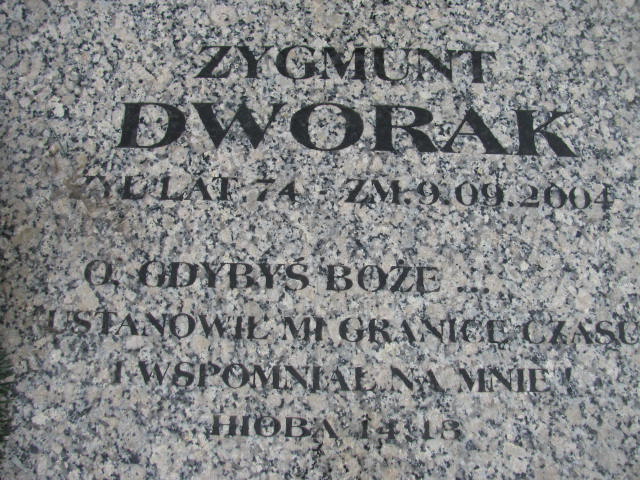 ZYGMUNT
DWORAK
ŻYŁ LAT 74 ZM. 9.09.2004
O, GDYBYŚ BOŻE ...
USTANOWIŁ MI GRANICĘ CZASU
I WSPOMNIAŁ NA MNIE!
HIOBA 14:13